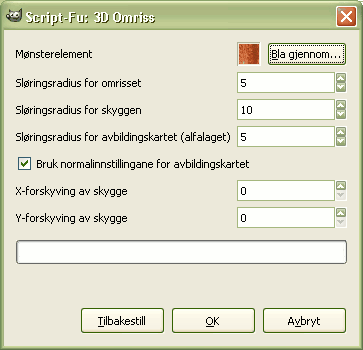 Script-Fu: 3D Omriss
Mønsterelement Bla gjennom...
Sløringsradius for omrisset 5
Sløringsradius for skyggen 10
Sløringsradius for avbildingskartet (alfalaget) 5
Bruk normalinnstillingane for avbildingskartet
X-forskyving av skygge 0
Y-forskyving av skygge 0
Tilbakestill OK Avbryt